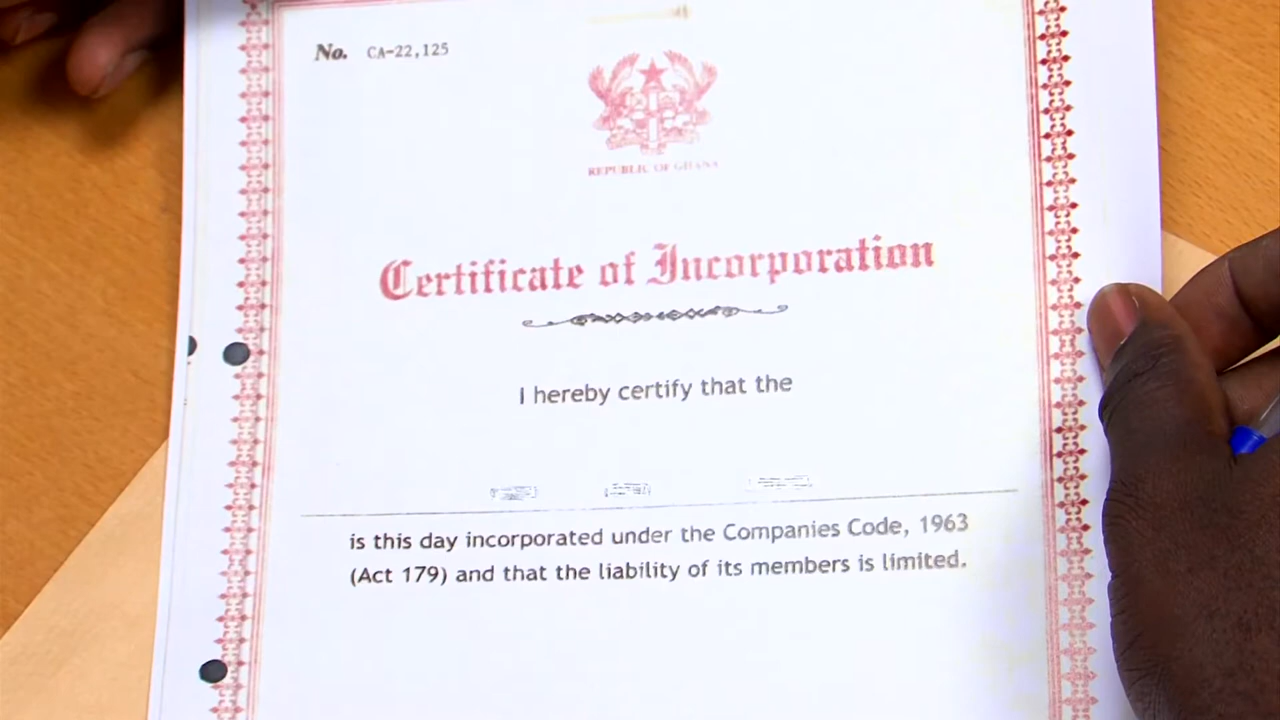 No. CA-22,125
REPUBLIC OF GHANA
Certificate of Incorporation
I hereby certify that the
is this day incorporated under the Companies Code, 1963
(Act 179) and that the liability of its members is limited.